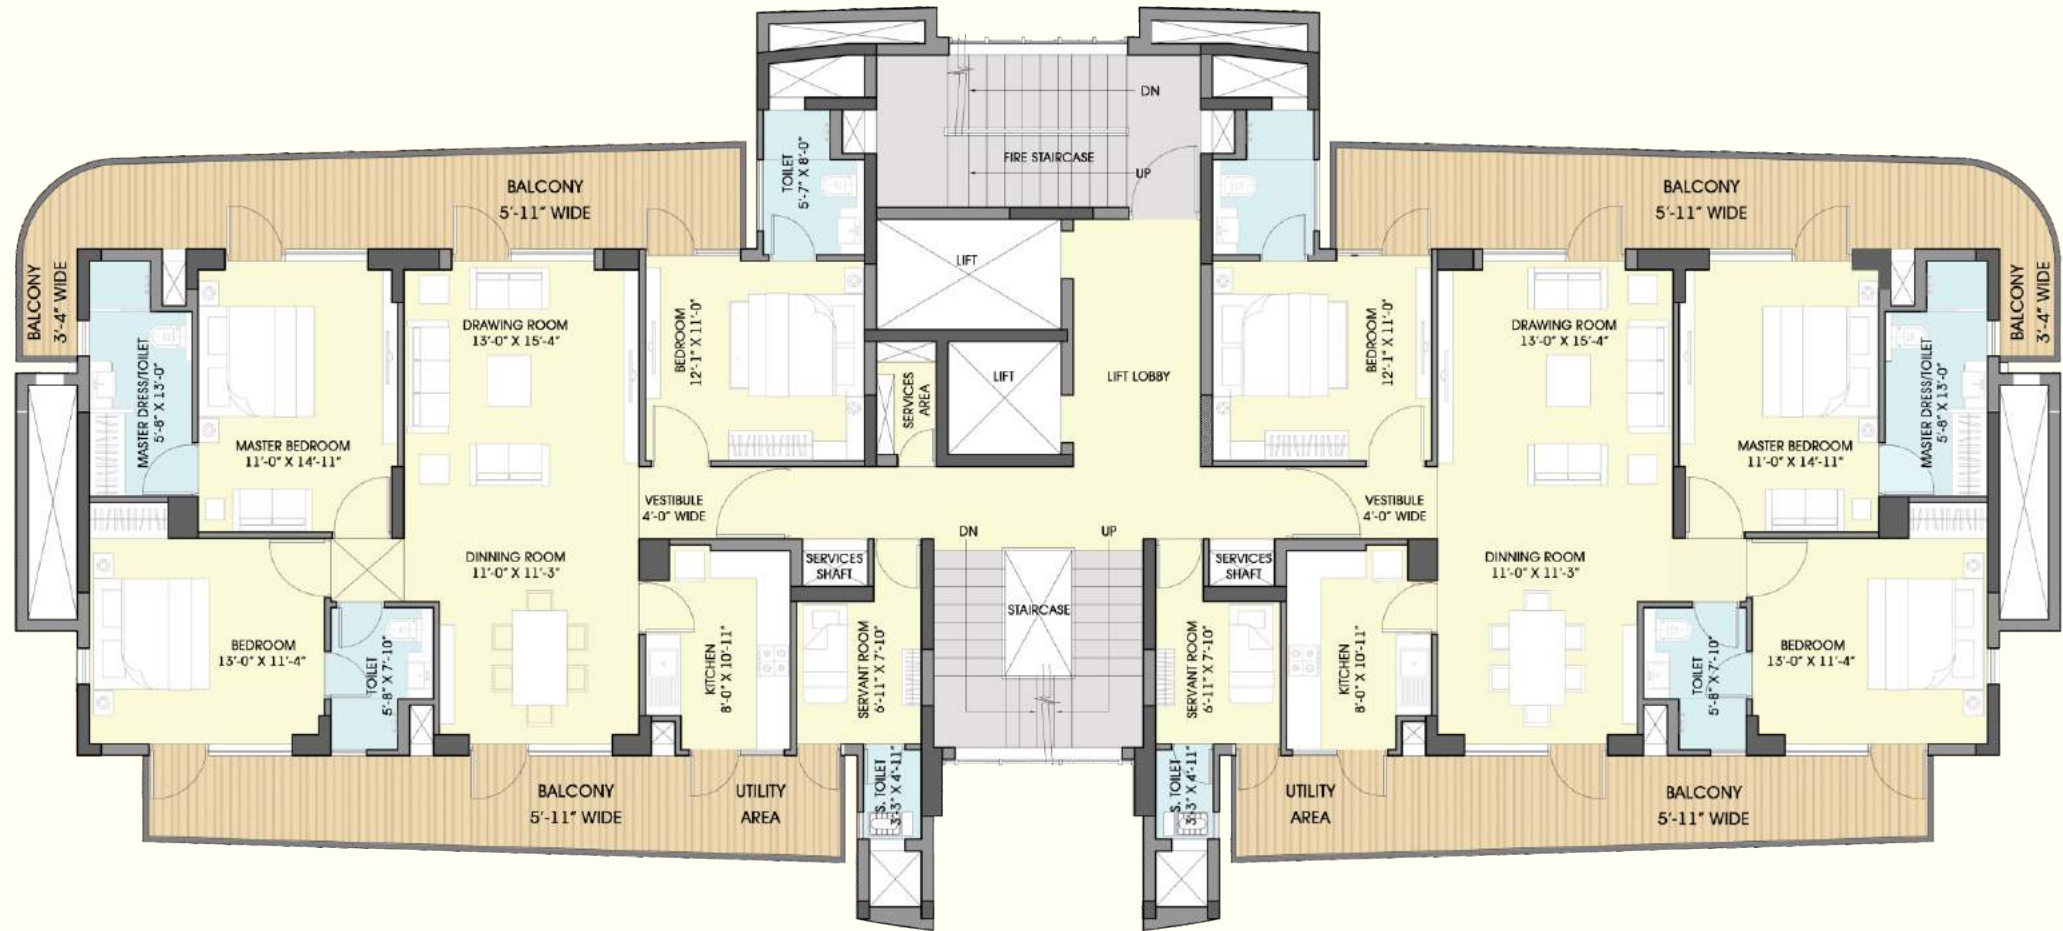 DN
FIRE STAIRCASE
UP
TOILET
5'-7" X 8'-0"
BALCONY
5'-11" WIDE
BALCONY
5'-11" WIDE
BALCONY
3'-4" WIDE
MASTER DRESS/TOILET
5'-8" X 13'-0"
MASTER BEDROOM
11'-0" X 14'-11"
DRAWING ROOM
13'-0" X 15'-4"
BEDROOM
12'-1" X 11'-0"
LIFT
LIFT
SERVICES
AREA
LIFT LOBBY
BEDROOM
12'-1" X 11'-0"
DRAWING ROOM
13'-0" X 15'-4"
MASTER BEDROOM
11'-0" X 14'-11"
MASTER DRESS/TOILET
5'-8" X 13'-0"
BALCONY
3'-4" WIDE
VESTIBULE
4'-0" WIDE
VESTIBULE
4'-0" WIDE
DN
UP
BEDROOM
13'-0" X 11'-4"
TOILET
5'-8" X 7'-10"
DINNING ROOM
11'-0" X 11'-3"
KITCHEN
8'-0" X 10'-11"
SERVICES
SHAFT
SERVANT ROOM
6'-11" X 7'-10"
STAIRCASE
SERVANT ROOM
6'-11" X 7'-10"
SERVICES
SHAFT
KITCHEN
8'-0" X 10'-11"
DINNING ROOM
11'-0" X 11'-3"
TOILET
5'-8" X 7'-10"
BEDROOM
13'-0" X 11'-4"
BALCONY
5'-11" WIDE
UTILITY
AREA
S. TOILET
3'-3" X 4'-11"
S. TOILET
3'-3" X 4'-11"
UTILITY
AREA
BALCONY
5'-11" WIDE